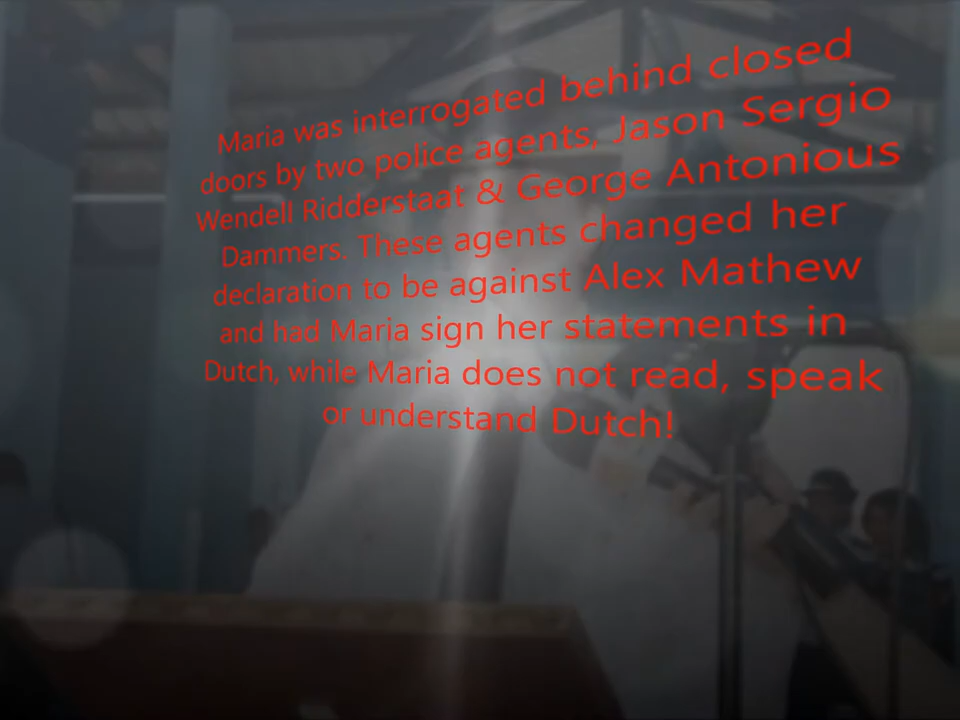 Maria was interrogated behind closed
doors by two police agents, Jason Sergio
Wendell Ridderstaat & George Antonious
Dammers. These agents changed her
declaration to be against Alex Mathew
and had Maria sign her statements in
Dutch, while Maria does not read, speak
or understand Dutch!